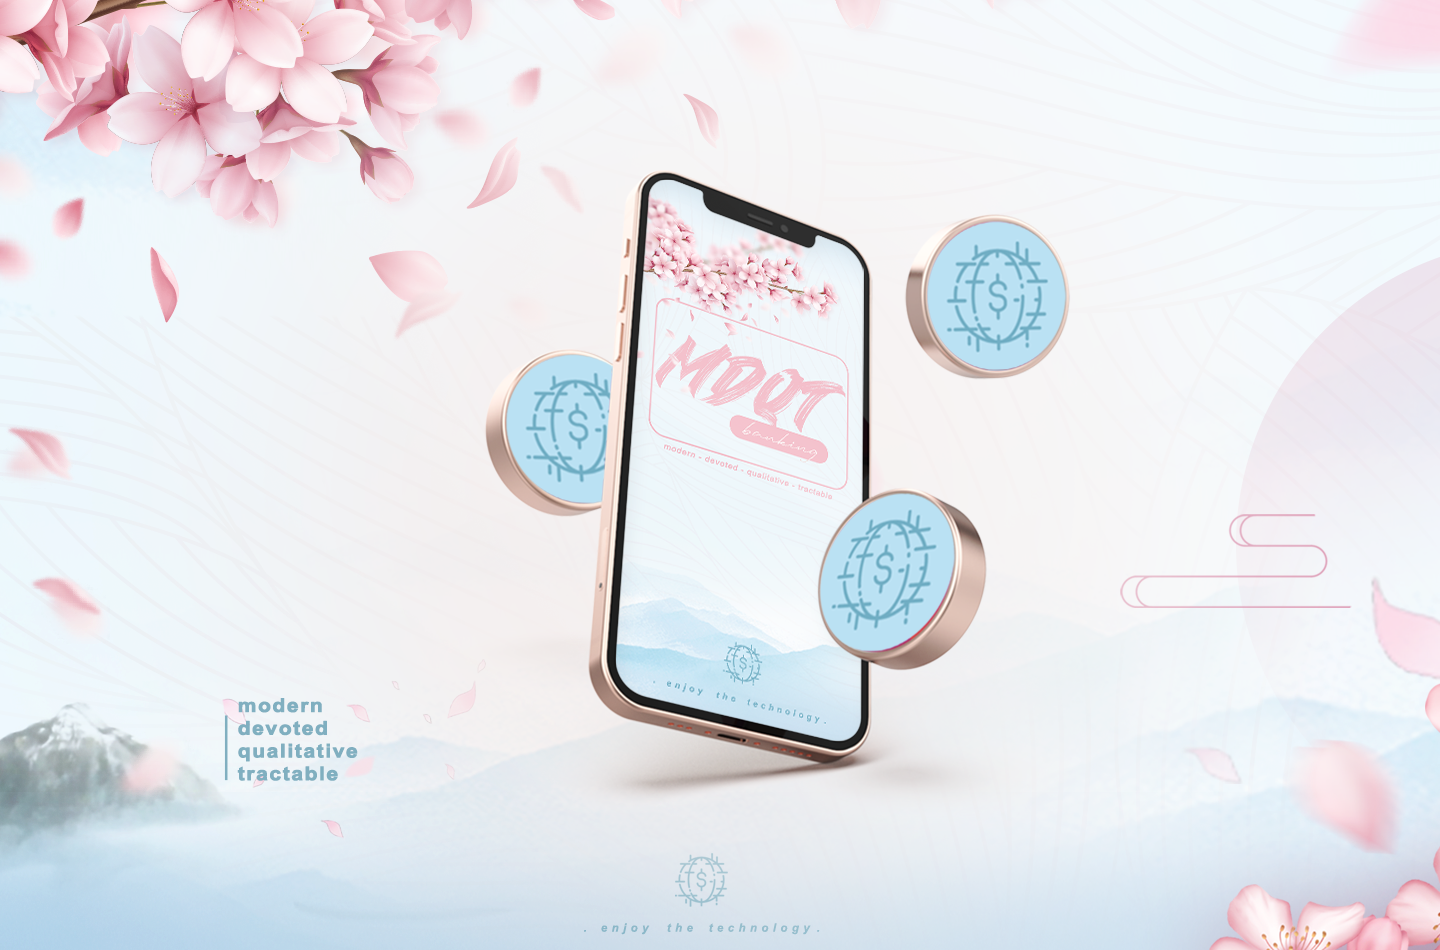 MDQT
banking
modern - devoted - qualitative - tractable
$
$
$
$
. enjoy the technology.
modern
devoted
qualitative
tractable
$
. enjoy the technology.